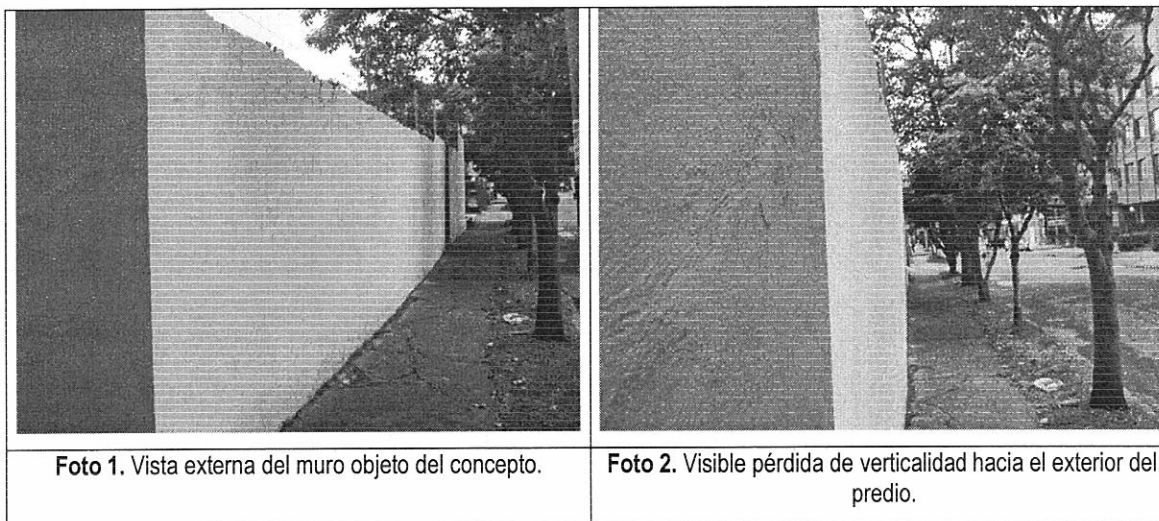 Foto 1. Vista externa del muro objeto del concepto.
Foto 2. Visible pérdida de verticalidad hacia el exterior del
predio.